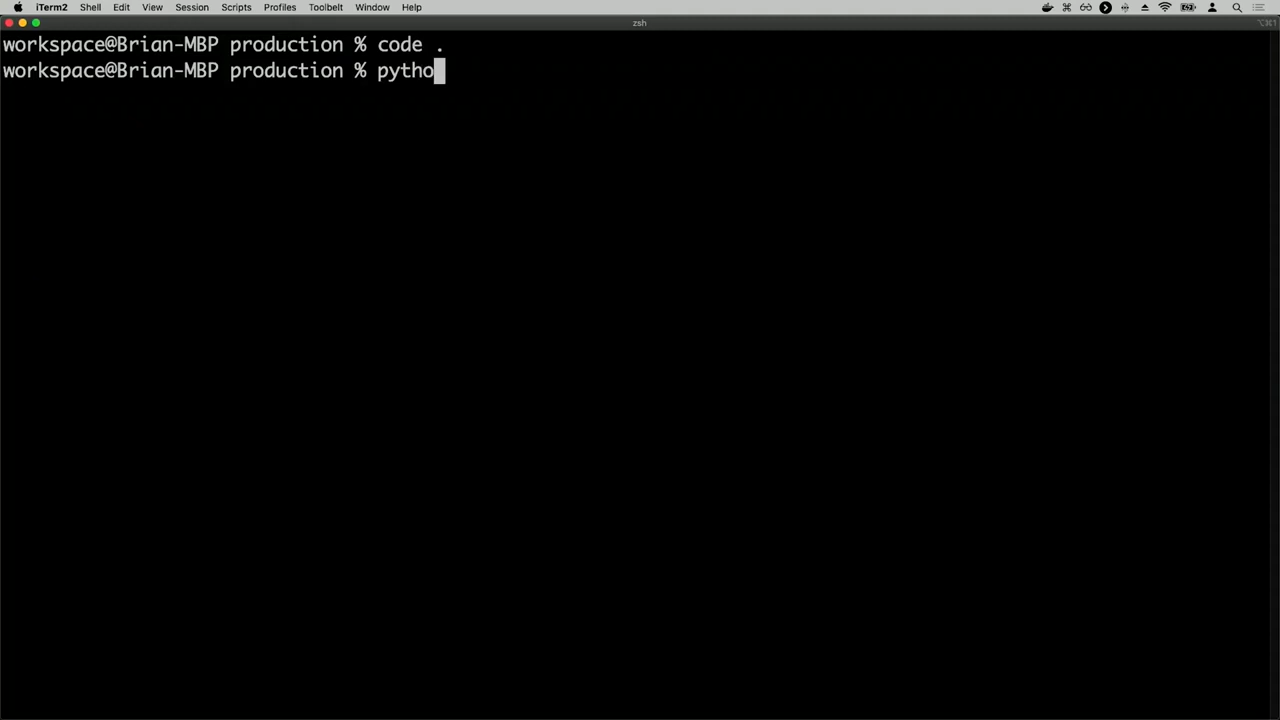 iTerm2 Shell Edit View Session Scripts Profiles Toolbelt Window Help
zsh
workspace@Brian-MBP production % code .
workspace@Brian-MBP production % pytho